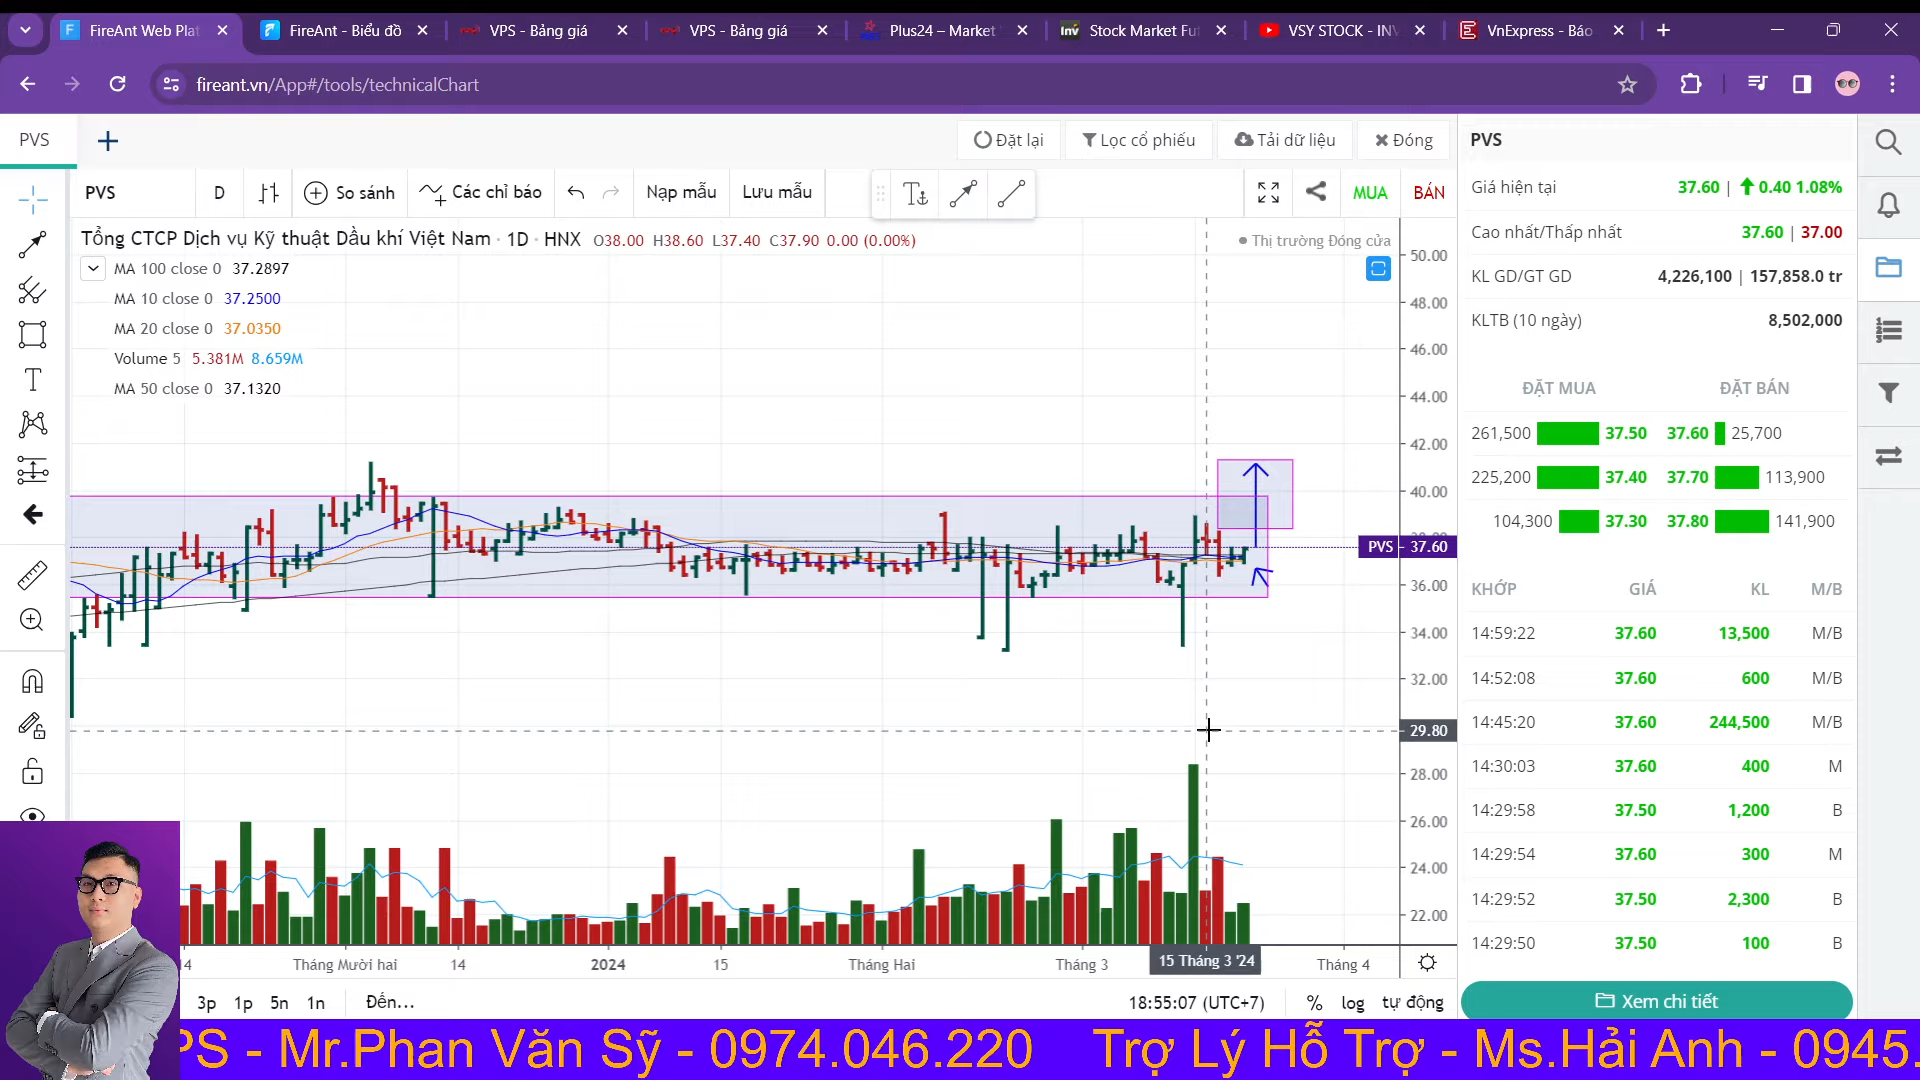 FireAnt Web Plat
FireAnt - Biểu đồ
VPS - Bảng giá
VPS - Bảng giá
Plus24 – Market
Inv
Stock Market Fut
VSY STOCK - INV
VnExpress - Báo
fireant.vn/App#/tools/technicalChart
PVS
Đặt lại
Lọc cổ phiếu
Tải dữ liệu
Đóng
PVS
D
So sánh
Các chỉ báo
Nạp mẫu
Lưu mẫu
MUA
BÁN
Tổng CTCP Dịch vụ Kỹ thuật Dầu khí Việt Nam · 1D · HNX O38.00 H38.60 L37.40 C37.90 0.00 (0.00%)
Thị trường Đóng cửa
MA 100 close 0 37.2897
MA 10 close 0 37.2500
MA 20 close 0 37.0350
Volume 5 5.381M 8.659M
MA 50 close 0 37.1320
50.00
48.00
46.00
44.00
42.00
40.00
PVS 37.60
36.00
34.00
32.00
29.80
28.00
26.00
24.00
22.00
Tháng Mười hai
14
2024
15
Tháng Hai
Tháng 3
15 Tháng 3 '24
Tháng 4
3p 1p 5n 1n
Đến...
18:55:07 (UTC+7)
% log tự động
PVS
Giá hiện tại 37.60 | 0.40 1.08%
Cao nhất/Thấp nhất 37.60 | 37.00
KL GD/GT GD 4,226,100 | 157,858.0 tr
KLTB (10 ngày) 8,502,000
ĐẶT MUA ĐẶT BÁN
261,500 37.50 37.60 25,700
225,200 37.40 37.70 113,900
104,300 37.30 37.80 141,900
KHỚP GIÁ KL M/B
14:59:22 37.60 13,500 M/B
14:52:08 37.60 600 M/B
14:45:20 37.60 244,500 M/B
14:30:03 37.60 400 M
14:29:58 37.50 1,200 B
14:29:54 37.60 300 M
14:29:52 37.50 2,300 B
14:29:50 37.50 100 B
Xem chi tiết
PS - Mr.Phan Văn Sỹ - 0974.046.220 Trợ Lý Hỗ Trợ - Ms.Hải Anh - 0945.